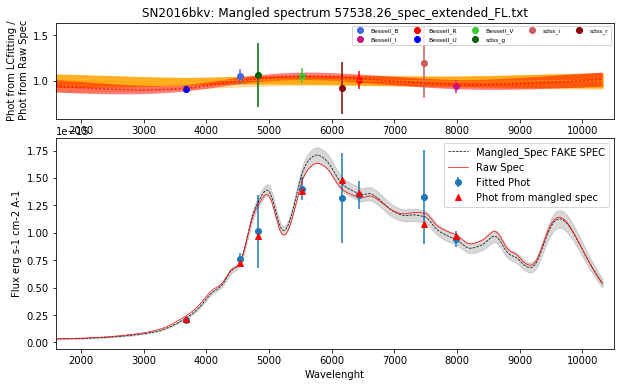 SN2016bkv: Mangled spectrum 57538.26_spec_extended_FL.txt
Phot from LCfitting /
Phot from Raw Spec
1.5
1.0
Bessell_B
Bessell_I
Bessell_R
Bessell_U
Bessell_V
sdss_g
sdss_i
sdss_r
2000 3000 4000 5000 6000 7000 8000 9000 10000
Flux erg s-1 cm-2 A-1
1.75
1.50
1.25
1.00
0.75
0.50
0.25
0.00
Mangled_Spec FAKE SPEC
Raw Spec
Fitted Phot
Phot from mangled spec
2000 3000 4000 5000 6000 7000 8000 9000 10000
Wavelenght